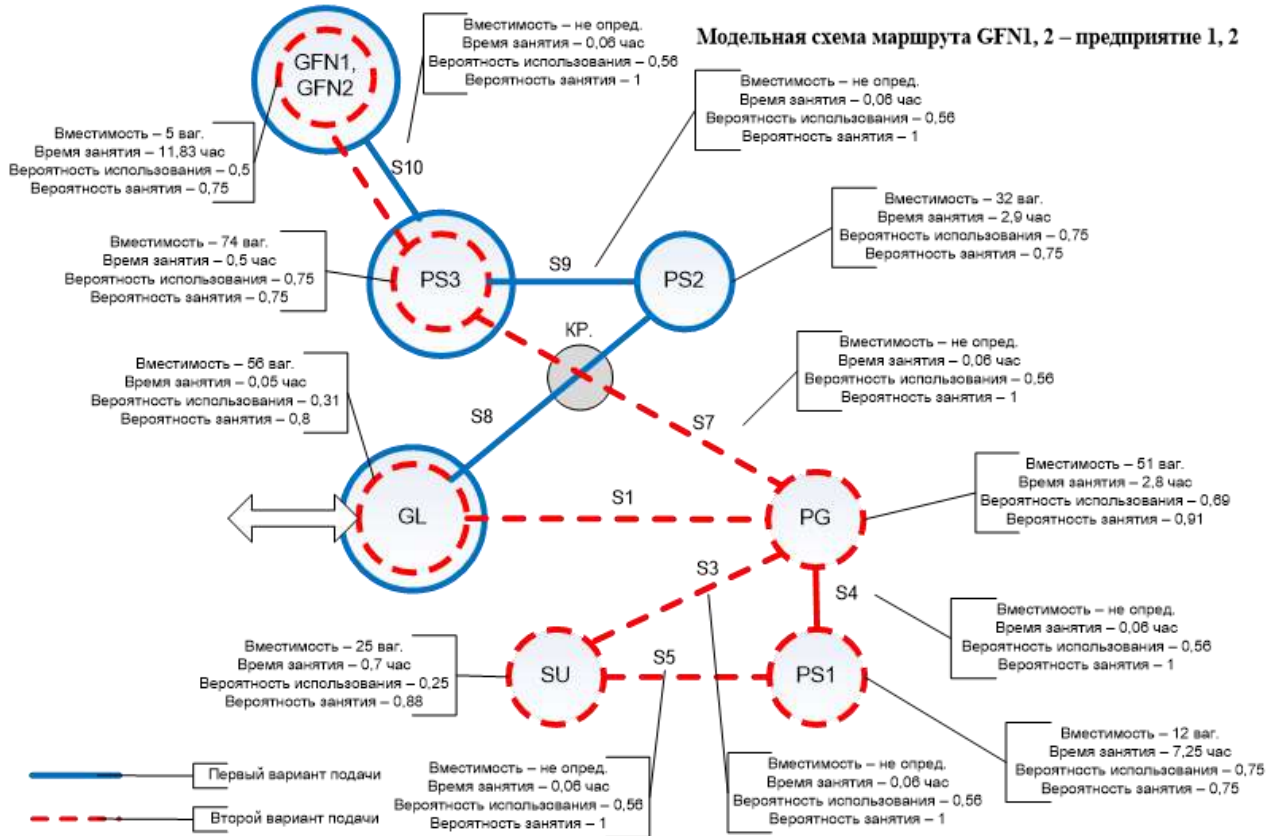 Модельная схема маршрута GFN1, 2 – предприятие 1, 2
Вместимость – не опред.
Время занятия – 0,06 час
Вероятность использования – 0,56
Вероятность занятия – 1
GFN1,
GFN2
Вместимость – не опред.
Время занятия – 0,06 час
Вероятность использования – 0,56
Вероятность занятия – 1
Вместимость – 5 ваг.
Время занятия – 11,83 час
Вероятность использования – 0,5
Вероятность занятия – 0,75
S10
Вместимость – 32 ваг.
Время занятия – 2,9 час
Вероятность использования – 0,75
Вероятность занятия – 0,75
Вместимость – 74 ваг.
Время занятия – 0,5 час
Вероятность использования – 0,75
Вероятность занятия – 0,75
PS3
S9
PS2
КР.
Вместимость – не опред.
Время занятия – 0,06 час
Вероятность использования – 0,56
Вероятность занятия – 1
Вместимость – 56 ваг.
Время занятия – 0,05 час
Вероятность использования – 0,31
Вероятность занятия – 0,8
S8
S7
Вместимость – 51 ваг.
Время занятия – 2,8 час
Вероятность использования – 0,69
Вероятность занятия – 0,91
GL
S1
PG
S3
S4
Вместимость – не опред.
Время занятия – 0,06 час
Вероятность использования – 0,56
Вероятность занятия – 1
Вместимость – 25 ваг.
Время занятия – 0,7 час
Вероятность использования – 0,25
Вероятность занятия – 0,88
SU
S5
PS1
Вместимость – 12 ваг.
Время занятия – 7,25 час
Вероятность использования – 0,75
Вероятность занятия – 0,75
Вместимость – не опред.
Время занятия – 0,06 час
Вероятность использования – 0,56
Вероятность занятия – 1
Вместимость – не опред.
Время занятия – 0,06 час
Вероятность использования – 0,56
Вероятность занятия – 1
Первый вариант подачи
Второй вариант подачи